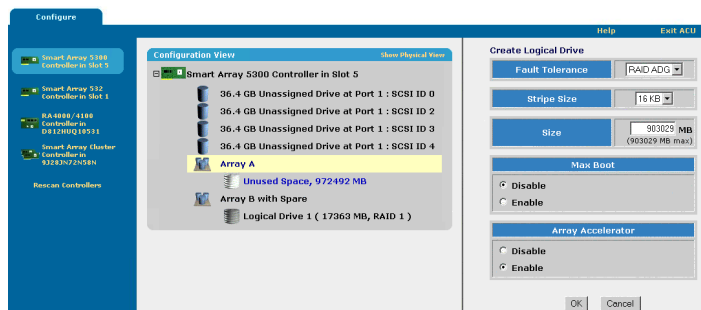 Configure
Help
Exit ACU
Smart Array 5300
Controller in Slot 5
Smart Array 532
Controller in Slot 1
RA4000/4100
Controller in
D812HUQ10531
Smart Array Cluster
Controller in
9J28JN72N58N
Rescan Controllers
Configuration View
Show Physical View
Smart Array 5300 Controller in Slot 5
36.4 GB Unassigned Drive at Port 1 : SCSI ID 0
36.4 GB Unassigned Drive at Port 1 : SCSI ID 2
36.4 GB Unassigned Drive at Port 1 : SCSI ID 3
36.4 GB Unassigned Drive at Port 1 : SCSI ID 4
Array A
Unused Space, 972492 MB
Array B with Spare
Logical Drive 1 ( 17363 MB, RAID 1 )
Create Logical Drive
Fault Tolerance
RAID ADG
Stripe Size
16 KB
Size
903029 MB
(903029 MB max)
Max Boot
Disable
Enable
Array Accelerator
Disable
Enable
OK
Cancel